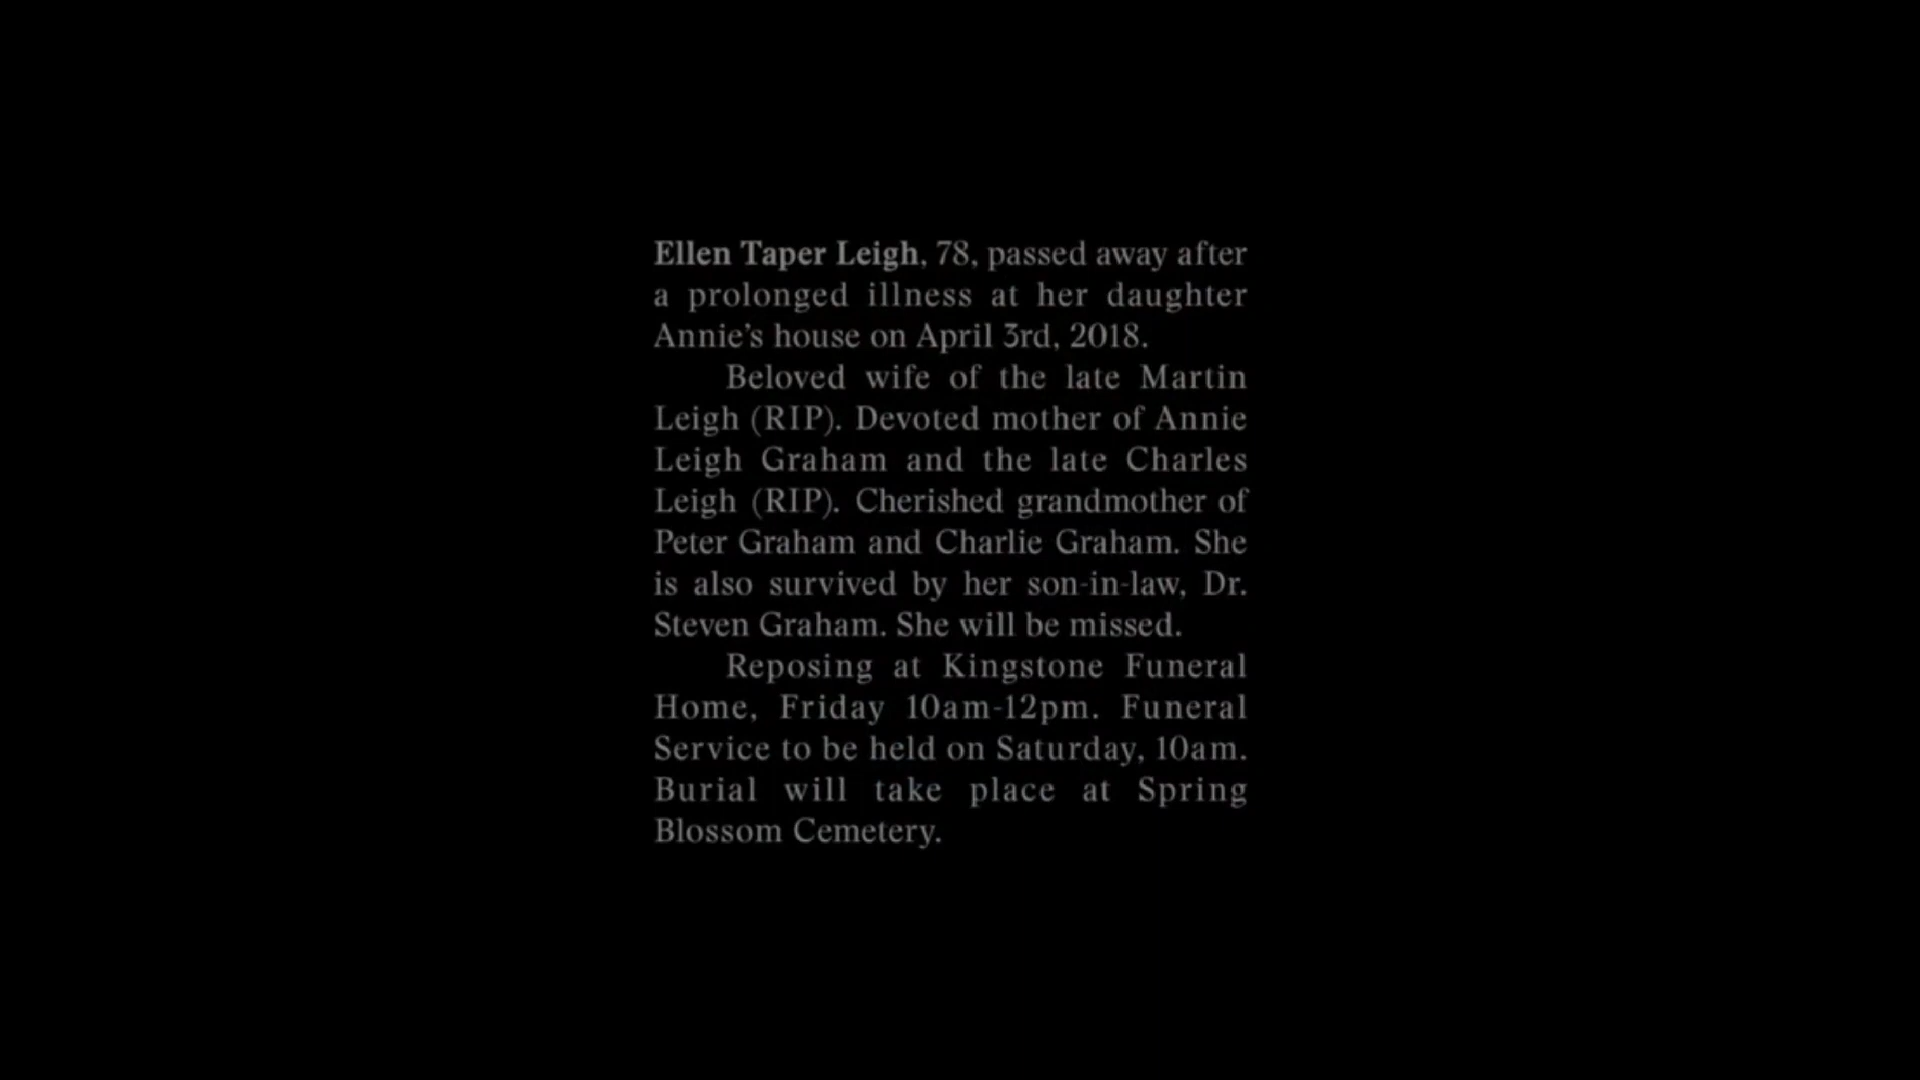 Ellen Taper Leigh, 78, passed away after
a prolonged illness at her daughter
Annie’s house on April 3rd, 2018.
Beloved wife of the late Martin
Leigh (RIP). Devoted mother of Annie
Leigh Graham and the late Charles
Leigh (RIP). Cherished grandmother of
Peter Graham and Charlie Graham. She
is also survived by her son-in-law, Dr.
Steven Graham. She will be missed.
Reposing at Kingstone Funeral
Home, Friday 10am-12pm. Funeral
Service to be held on Saturday, 10am.
Burial will take place at Spring
Blossom Cemetery.